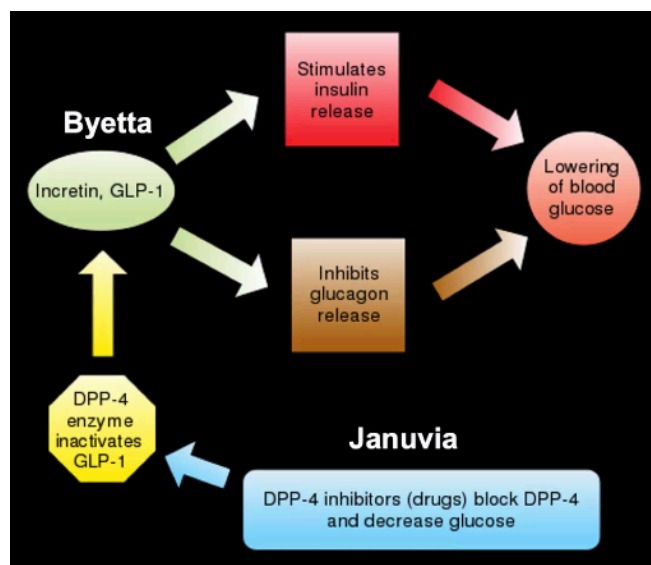 Stimulates
insulin
release
Byetta
Incretin, GLP-1
Lowering
of blood
glucose
Inhibits
glucagon
release
DPP-4
enzyme
inactivates
GLP-1
Januvia
DPP-4 inhibitors (drugs) block DPP-4
and decrease glucose